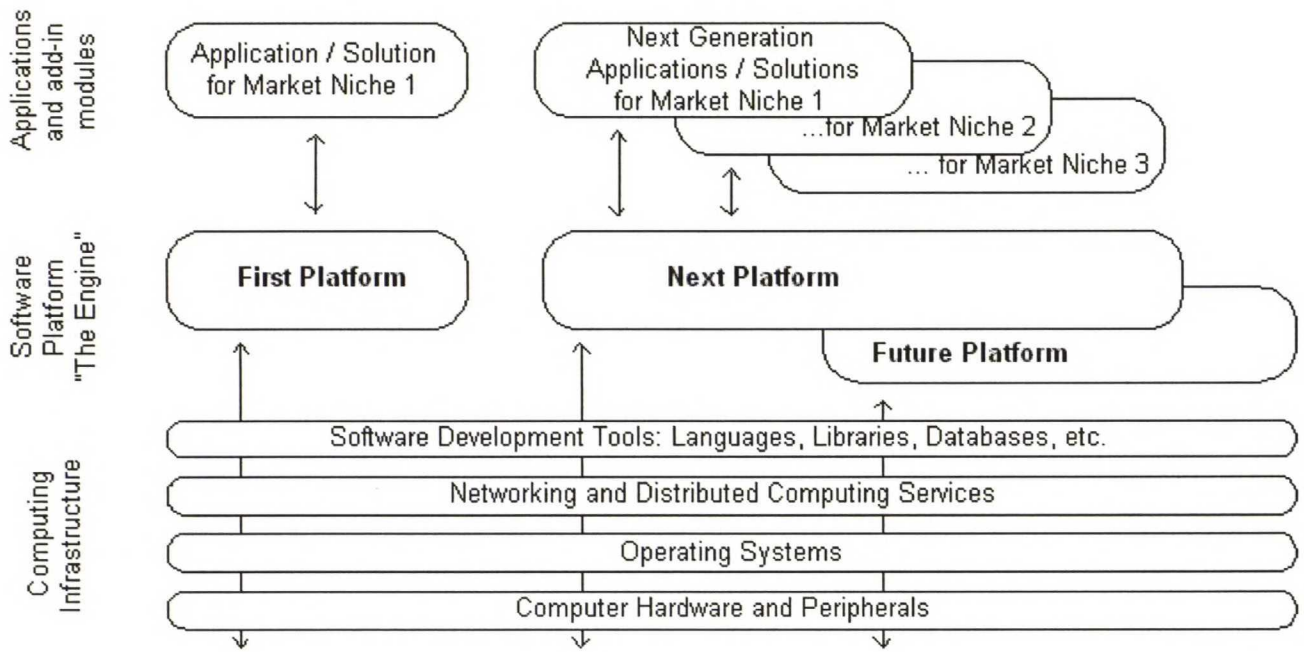 Applications
and add-in
modules
Application / Solution
for Market Niche 1
Next Generation
Applications / Solutions
for Market Niche 1
...for Market Niche 2
... for Market Niche 3
Software
Platform
"The Engine"
First Platform
Next Platform
Future Platform
Computing
Infrastructure
Software Development Tools: Languages, Libraries, Databases, etc.
Networking and Distributed Computing Services
Operating Systems
Computer Hardware and Peripherals